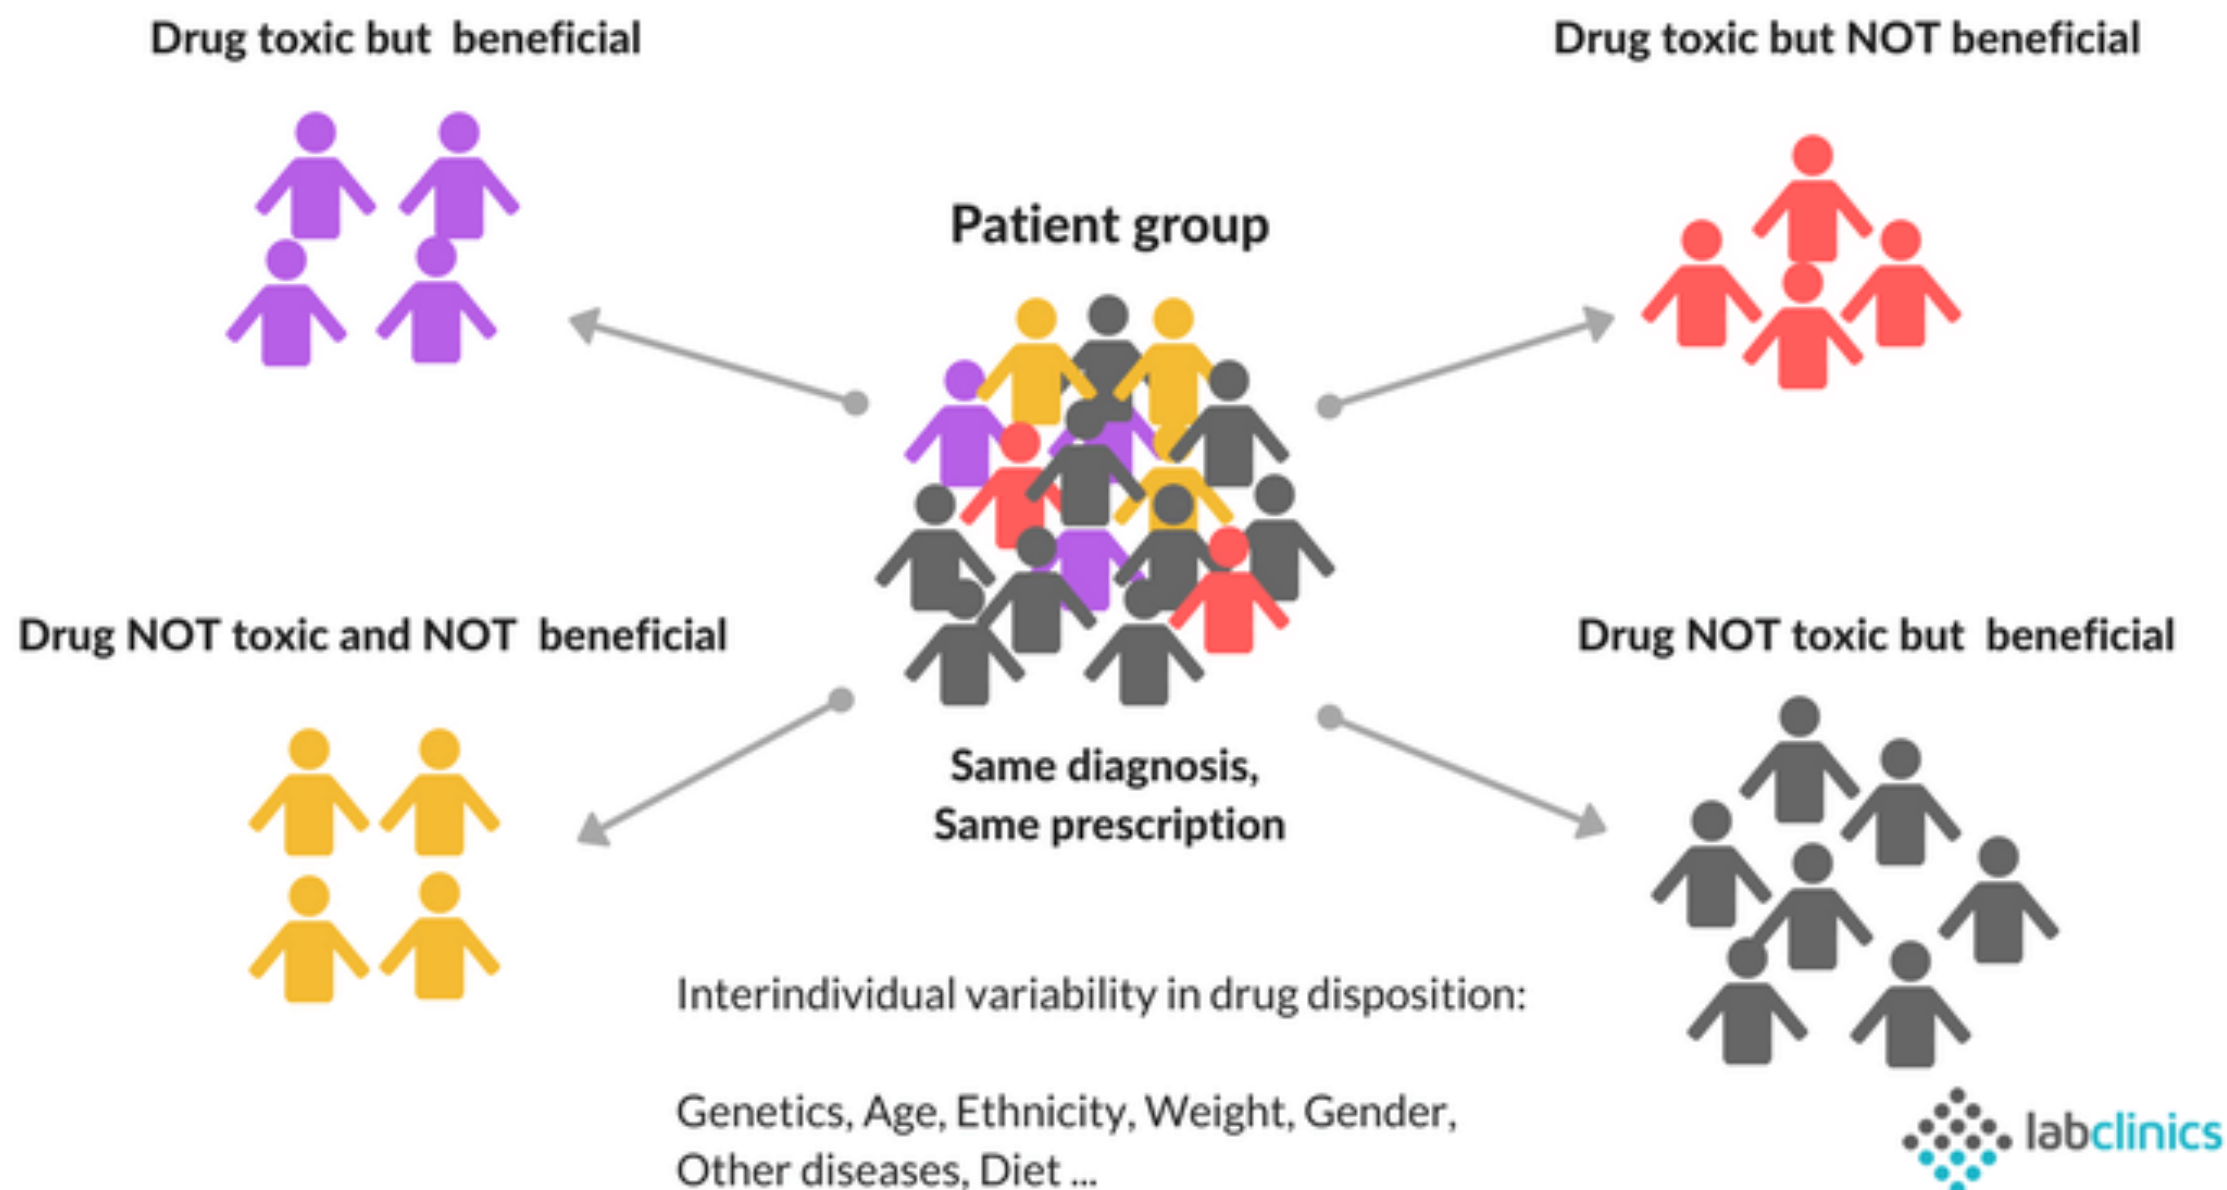 Drug toxic but beneficial
Drug toxic but NOT beneficial
Patient group
Drug NOT toxic and NOT beneficial
Drug NOT toxic but beneficial
Same diagnosis,
Same prescription
Interindividual variability in drug disposition:
Genetics, Age, Ethnicity, Weight, Gender,
Other diseases, Diet ...
labclinics